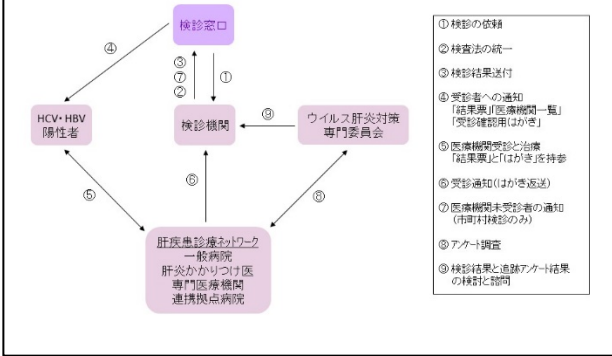 検診窓口
④
③
⑦
②
①
HCV・HBV
陽性者
検診機関
⑨
ウイルス肝炎対策
専門委員会
⑤
⑥
⑧
肝疾患診療ネットワーク
一般病院
肝炎かかりつけ医
専門医療機関
連携拠点病院
①検診の依頼
②検査法の統一
③検診結果送付
④受診者への通知
「結果票」「医療機関一覧」
「受診確認用はがき」
⑤医療機関受診と治療
「結果票」と「はがき」を持参
⑥受診通知(はがき返送)
⑦医療機関未受診者の通知
(市町村検診のみ)
⑧アンケート調査
⑨検診結果と追跡アンケート結果
の検討と諮問